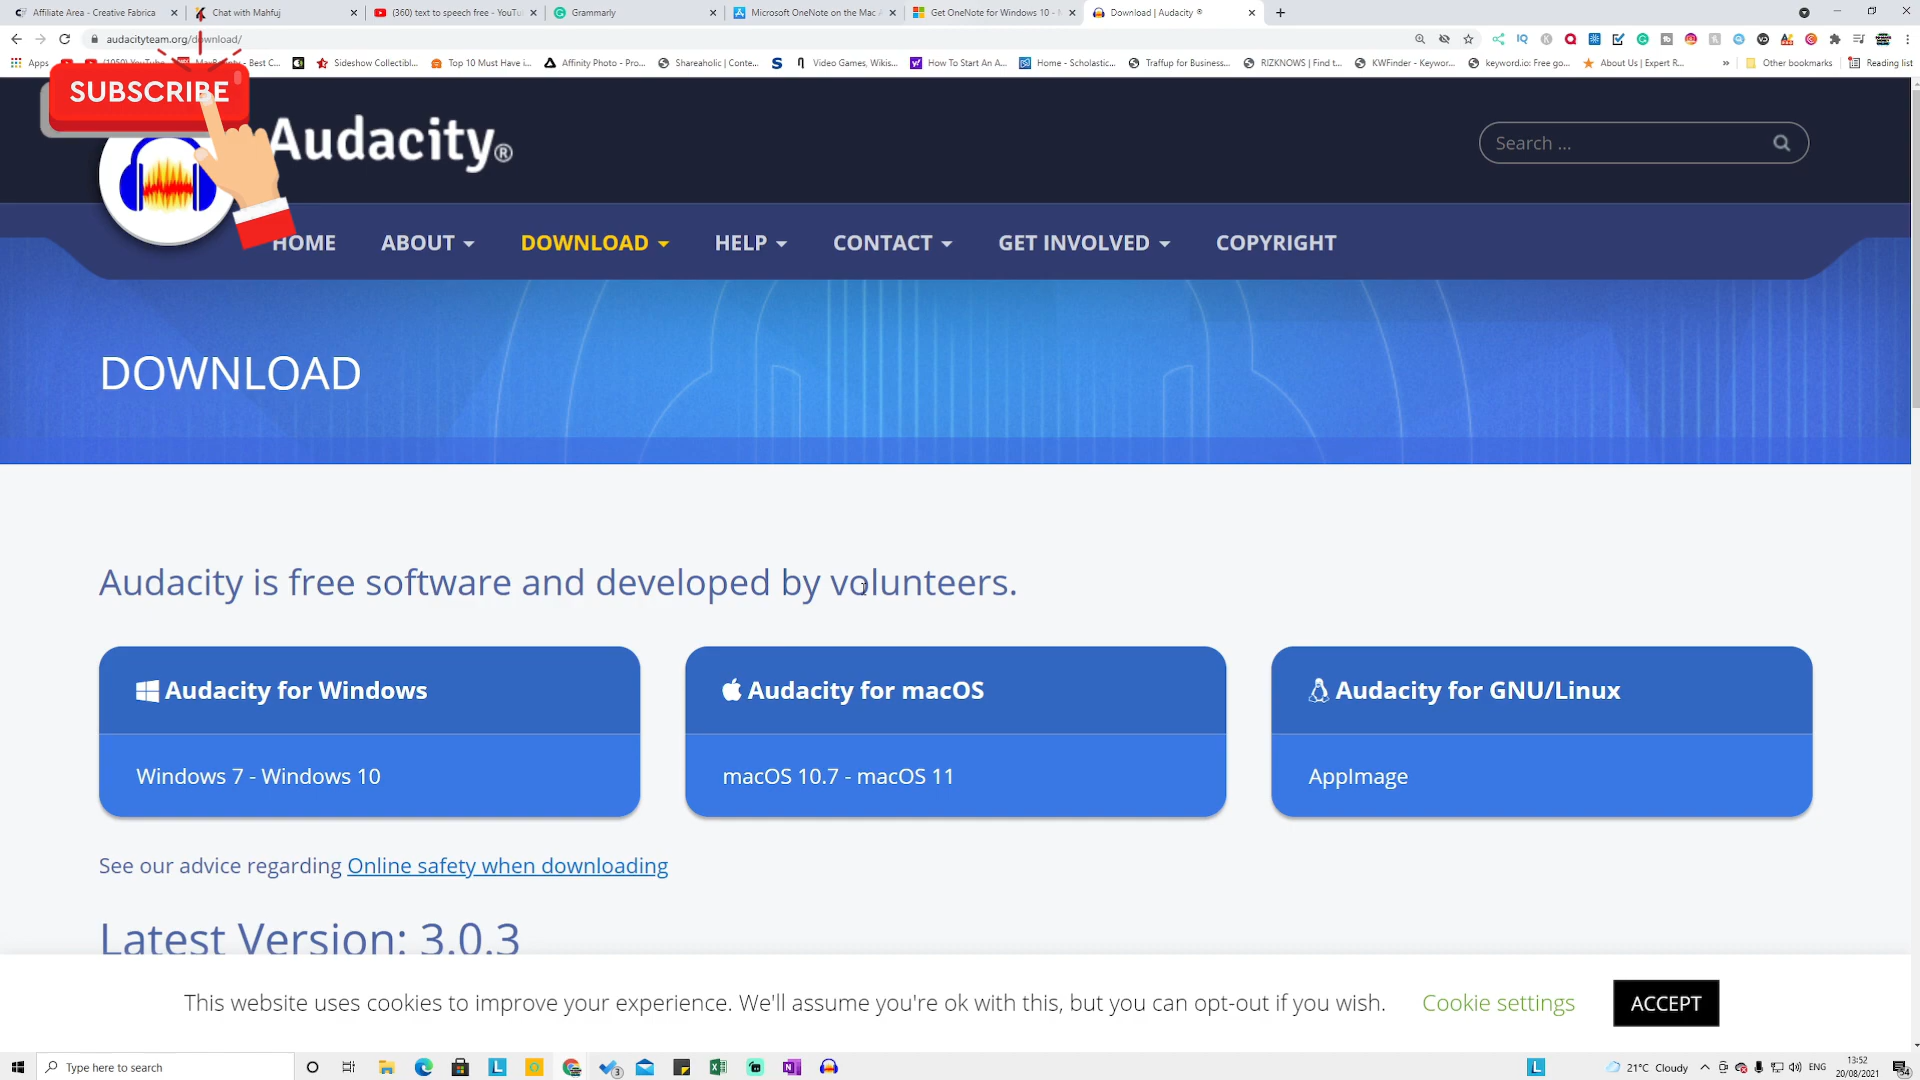 Affiliate Area - Creative Fabrica
Chat with Mahfuj
(360) text to speech free - YouTu
Grammarly
Microsoft OneNote on the Mac A
Get OneNote for Windows 10 -
Download | Audacity ®
audacityteam.org/download/
Apps
Sideshow Collectibl...
Top 10 Must Have i...
Affinity Photo - Pro...
Shareaholic | Conte...
Video Games, Wikis...
How To Start An A...
Home - Scholastic...
Traffup for Business...
RIZKNOWS | Find t...
KWFinder - Keywor...
keyword.io: Free go...
About Us | Expert R...
Other bookmarks
Reading list
SUBSCRIBE
Audacity®
Search ...
HOME
ABOUT
DOWNLOAD
HELP
CONTACT
GET INVOLVED
COPYRIGHT
DOWNLOAD
Audacity is free software and developed by volunteers.
Audacity for Windows
Windows 7 - Windows 10
Audacity for macOS
macOS 10.7 - macOS 11
Audacity for GNU/Linux
AppImage
See our advice regarding Online safety when downloading
Latest Version: 3.0.3
This website uses cookies to improve your experience. We'll assume you're ok with this, but you can opt-out if you wish.
Cookie settings
ACCEPT
Type here to search
21°C Cloudy
ENG
13:52
20/08/2021